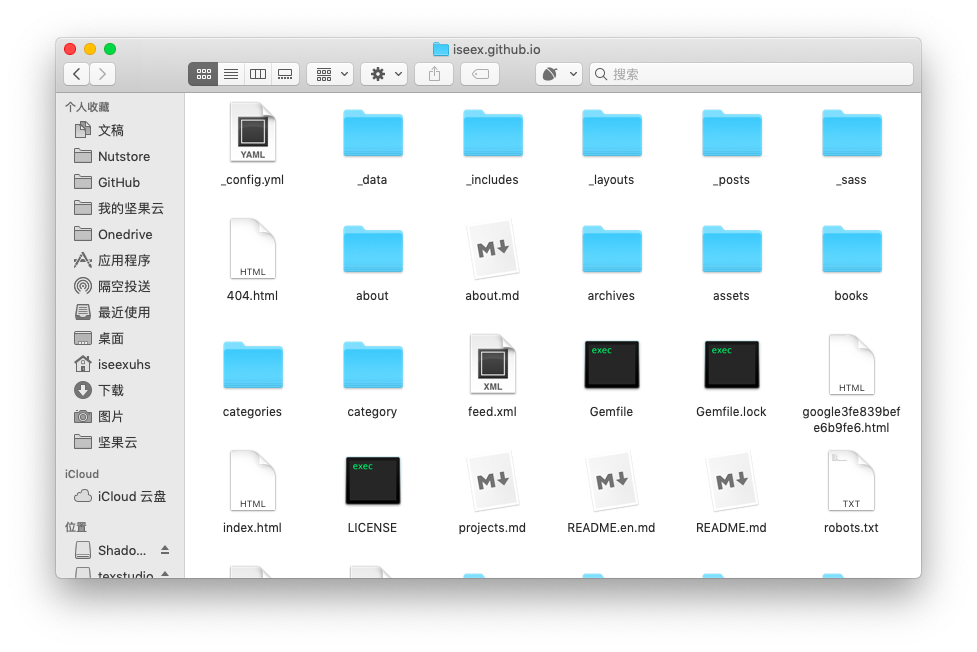 iseex.github.io
搜索
个人收藏
文稿
Nutstore
GitHub
我的坚果云
Onedrive
应用程序
隔空投送
最近使用
桌面
iseexuhs
下载
图片
坚果云
iCloud
iCloud 云盘
位置
Shado...
texstudio
YAML
_config.yml
_data
_includes
_layouts
_posts
_sass
HTML
404.html
about
M
about.md
archives
assets
books
categories
category
XML
feed.xml
exec
Gemfile
exec
Gemfile.lock
HTML
google3fe839bef
e6b9fe6.html
HTML
index.html
exec
LICENSE
M
projects.md
M
README.en.md
M
README.md
TXT
robots.txt